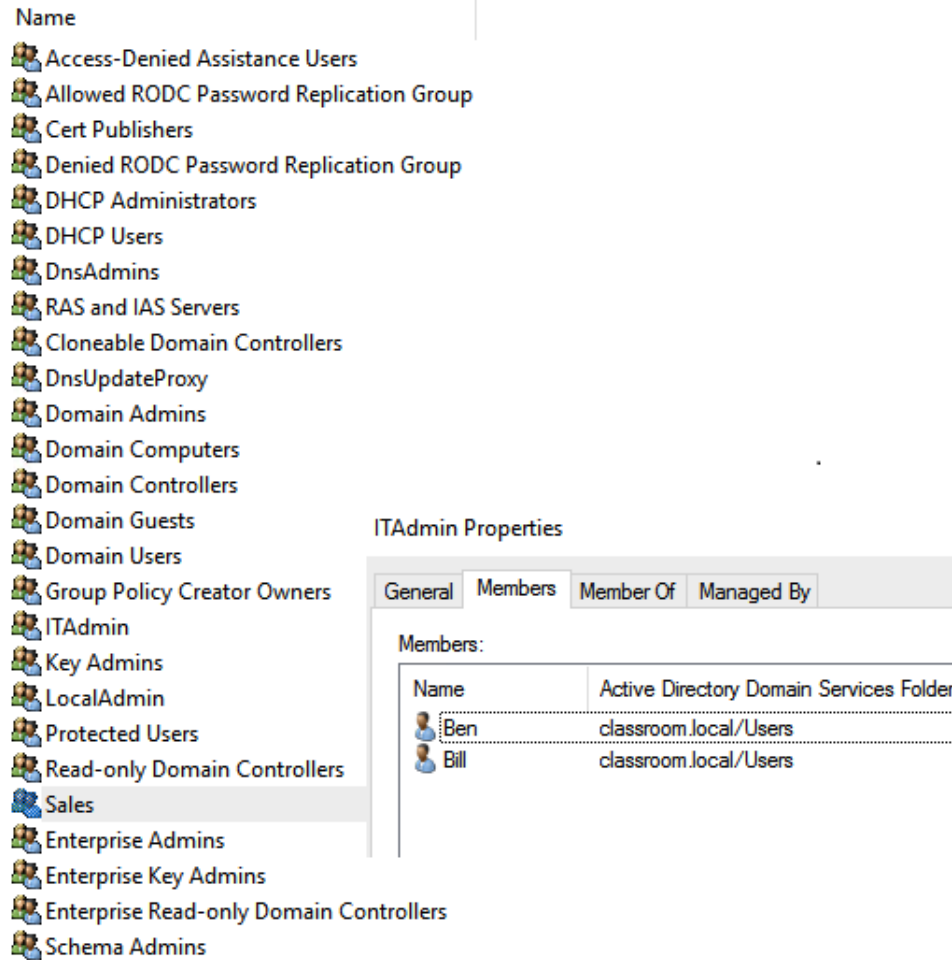 Name
Access-Denied Assistance Users
Allowed RODC Password Replication Group
Cert Publishers
Denied RODC Password Replication Group
DHCP Administrators
DHCP Users
DnsAdmins
RAS and IAS Servers
Cloneable Domain Controllers
DnsUpdateProxy
Domain Admins
Domain Computers
Domain Controllers
Domain Guests
Domain Users
Group Policy Creator Owners
ITAdmin
Key Admins
LocalAdmin
Protected Users
Read-only Domain Controllers
Sales
Enterprise Admins
Enterprise Key Admins
Enterprise Read-only Domain Controllers
Schema Admins
ITAdmin Properties
General Members Member Of Managed By
Members:
Name Active Directory Domain Services Folder
Ben classroom.local/Users
Bill classroom.local/Users